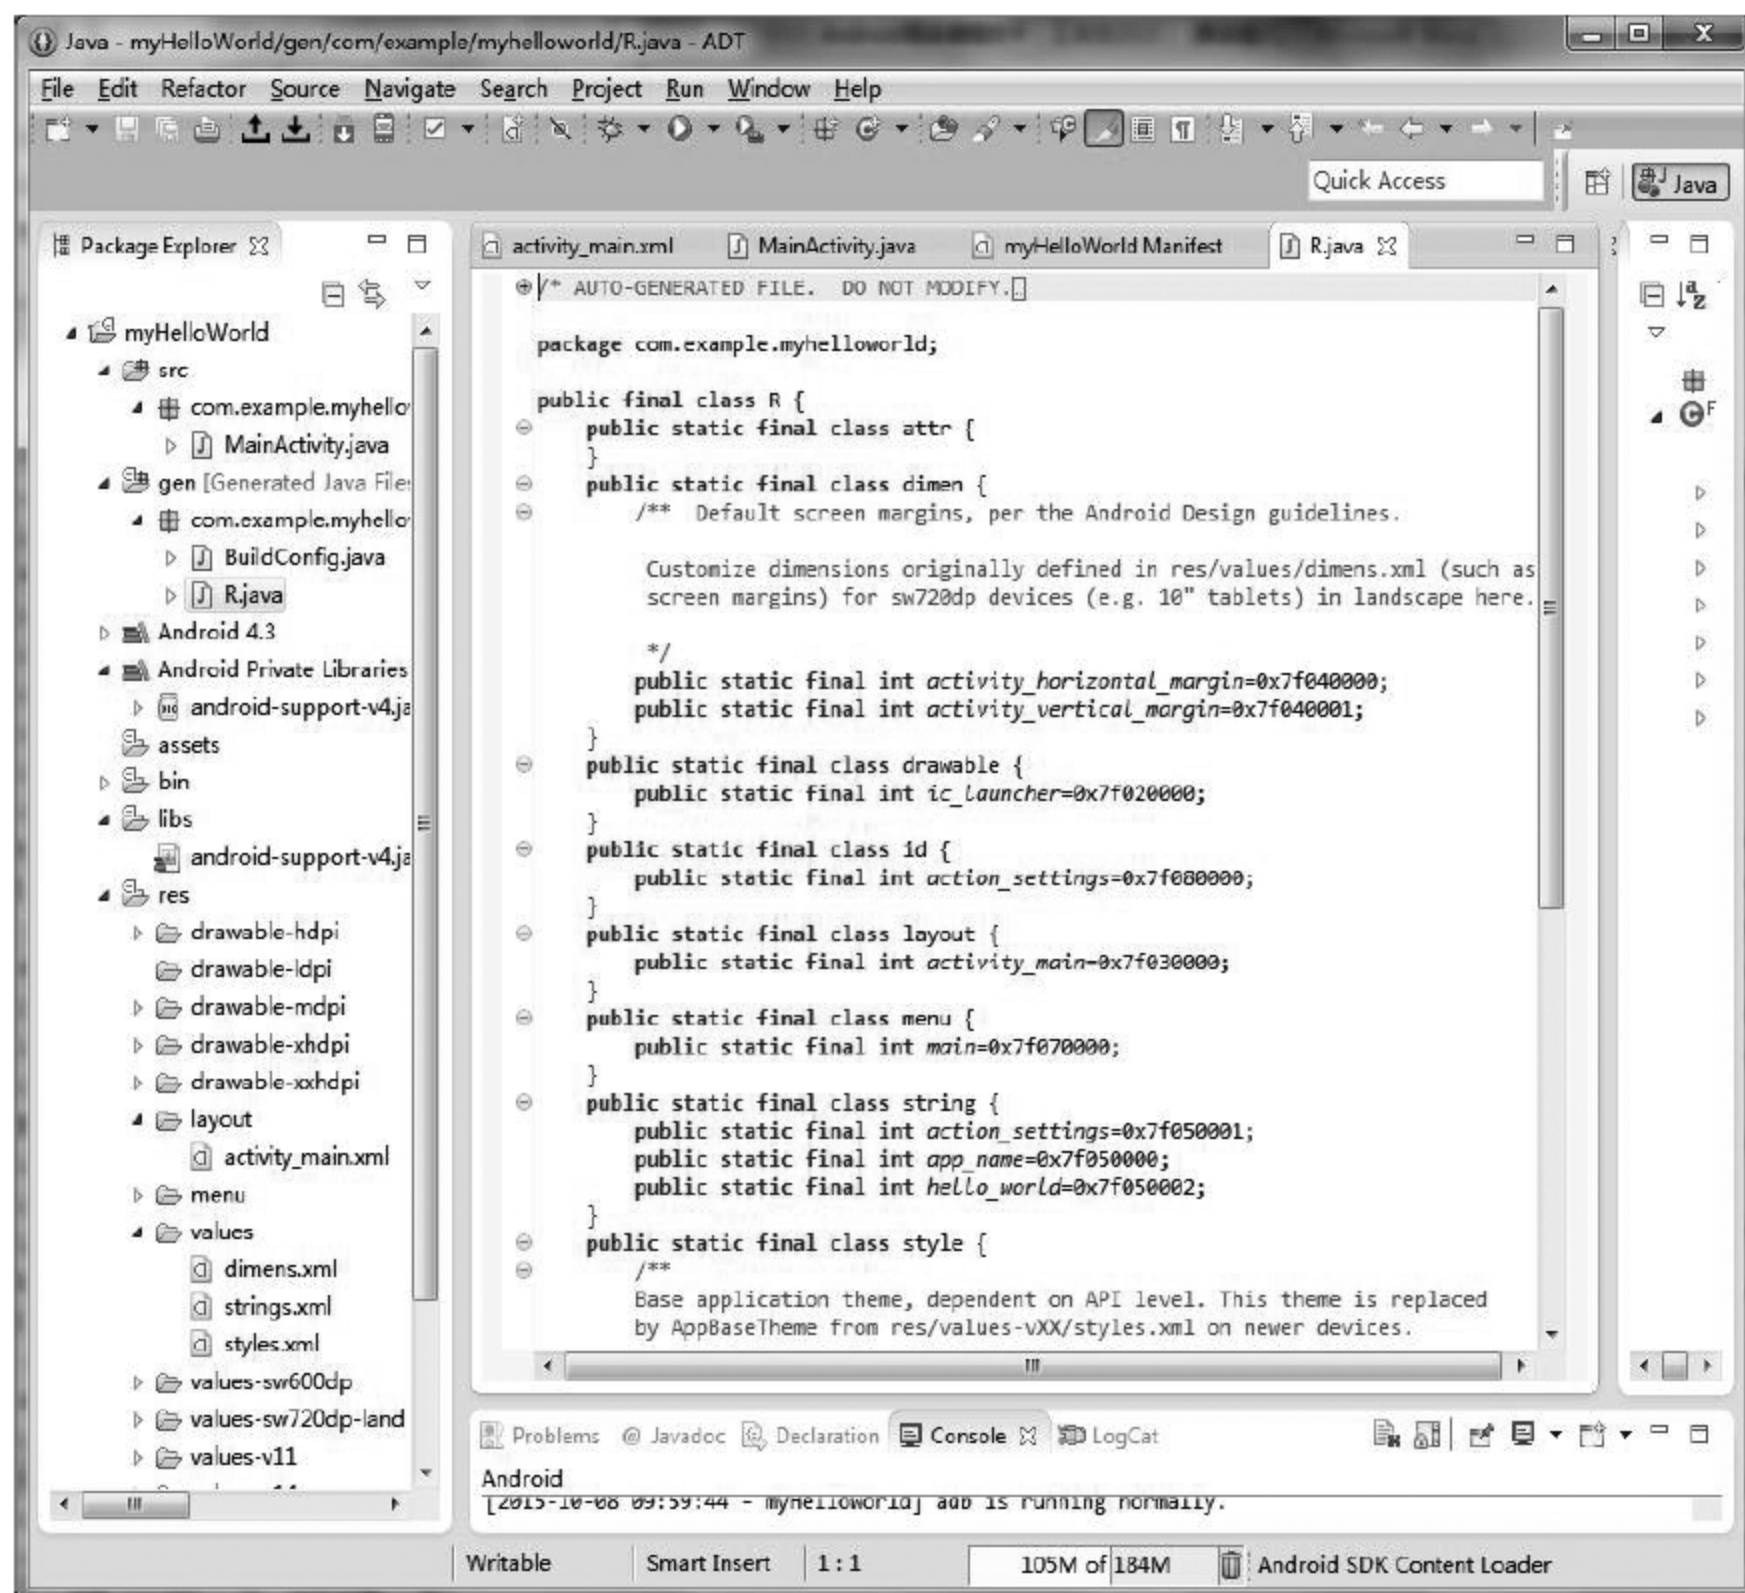 Java - myHelloWorld/gen/com/example/myhelloworld/R.java - ADT
File Edit Refactor Source Navigate Search Project Run Window Help
Quick Access
Java
Package Explorer
myHelloWorld
src
com.example.myhello
MainActivity.java
gen [Generated Java File
com.example.myhello
BuildConfig.java
R.java
Android 4.3
Android Private Libraries
android-support-v4.ja
assets
bin
libs
android-support-v4.ja
res
drawable-hdpi
drawable-ldpi
drawable-mdpi
drawable-xhdpi
drawable-xxhdpi
layout
activity_main.xml
menu
values
dimens.xml
strings.xml
styles.xml
values-sw600dp
values-sw720dp-land
values-v11
activity_main.xml MainActivity.java myHelloWorld Manifest R.java
/* AUTO-GENERATED FILE. DO NOT MODIFY.
package com.example.myhelloworld;
public final class R {
public static final class attr {
}
public static final class dimen {
/** Default screen margins, per the Android Design guidelines.
Customize dimensions originally defined in res/values/dimens.xml (such as
screen margins) for sw720dp devices (e.g. 10" tablets) in landscape here.
*/
public static final int activity_horizontal_margin=0x7f040000;
public static final int activity_vertical_margin=0x7f040001;
}
public static final class drawable {
public static final int ic_launcher=0x7f020000;
}
public static final class id {
public static final int action_settings=0x7f080000;
}
public static final class layout {
public static final int activity_main=0x7f030000;
}
public static final class menu {
public static final int main=0x7f070000;
}
public static final class string {
public static final int action_settings=0x7f050001;
public static final int app_name=0x7f050000;
public static final int hello_world=0x7f050002;
}
public static final class style {
/**
Base application theme, dependent on API level. This theme is replaced
by AppBaseTheme from res/values-vXX/styles.xml on newer devices.
Problems @ Javadoc Declaration Console LogCat
Android
[2015-10-08 09:59:44 - myHelloWorld] adb is running normally.
Writable Smart Insert 1 : 1 105M of 184M Android SDK Content Loader